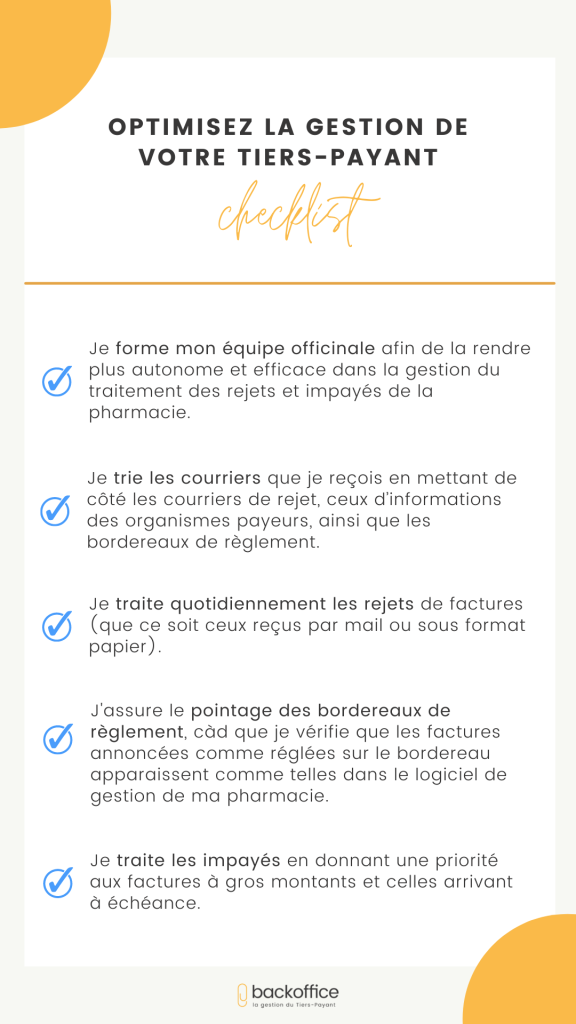 OPTIMISEZ LA GESTION DE
VOTRE TIERS-PAYANT
checklist
Je forme mon équipe officinale afin de la rendre
plus autonome et efficace dans la gestion du
traitement des rejets et impayés de la
pharmacie.
Je trie les courriers que je reçois en mettant de
côté les courriers de rejet, ceux d'informations
des organismes payeurs, ainsi que les
bordereaux de règlement.
Je traite quotidiennement les rejets de factures
(que ce soit ceux reçus par mail ou sous format
papier).
J'assure le pointage des bordereaux de
règlement, càd que je vérifie que les factures
annoncées comme réglées sur le bordereau
apparaissent comme telles dans le logiciel de
gestion de ma pharmacie.
Je traite les impayés en donnant une priorité
aux factures à gros montants et celles arrivant
à échéance.
backoffice
la gestion du Tiers-Payant